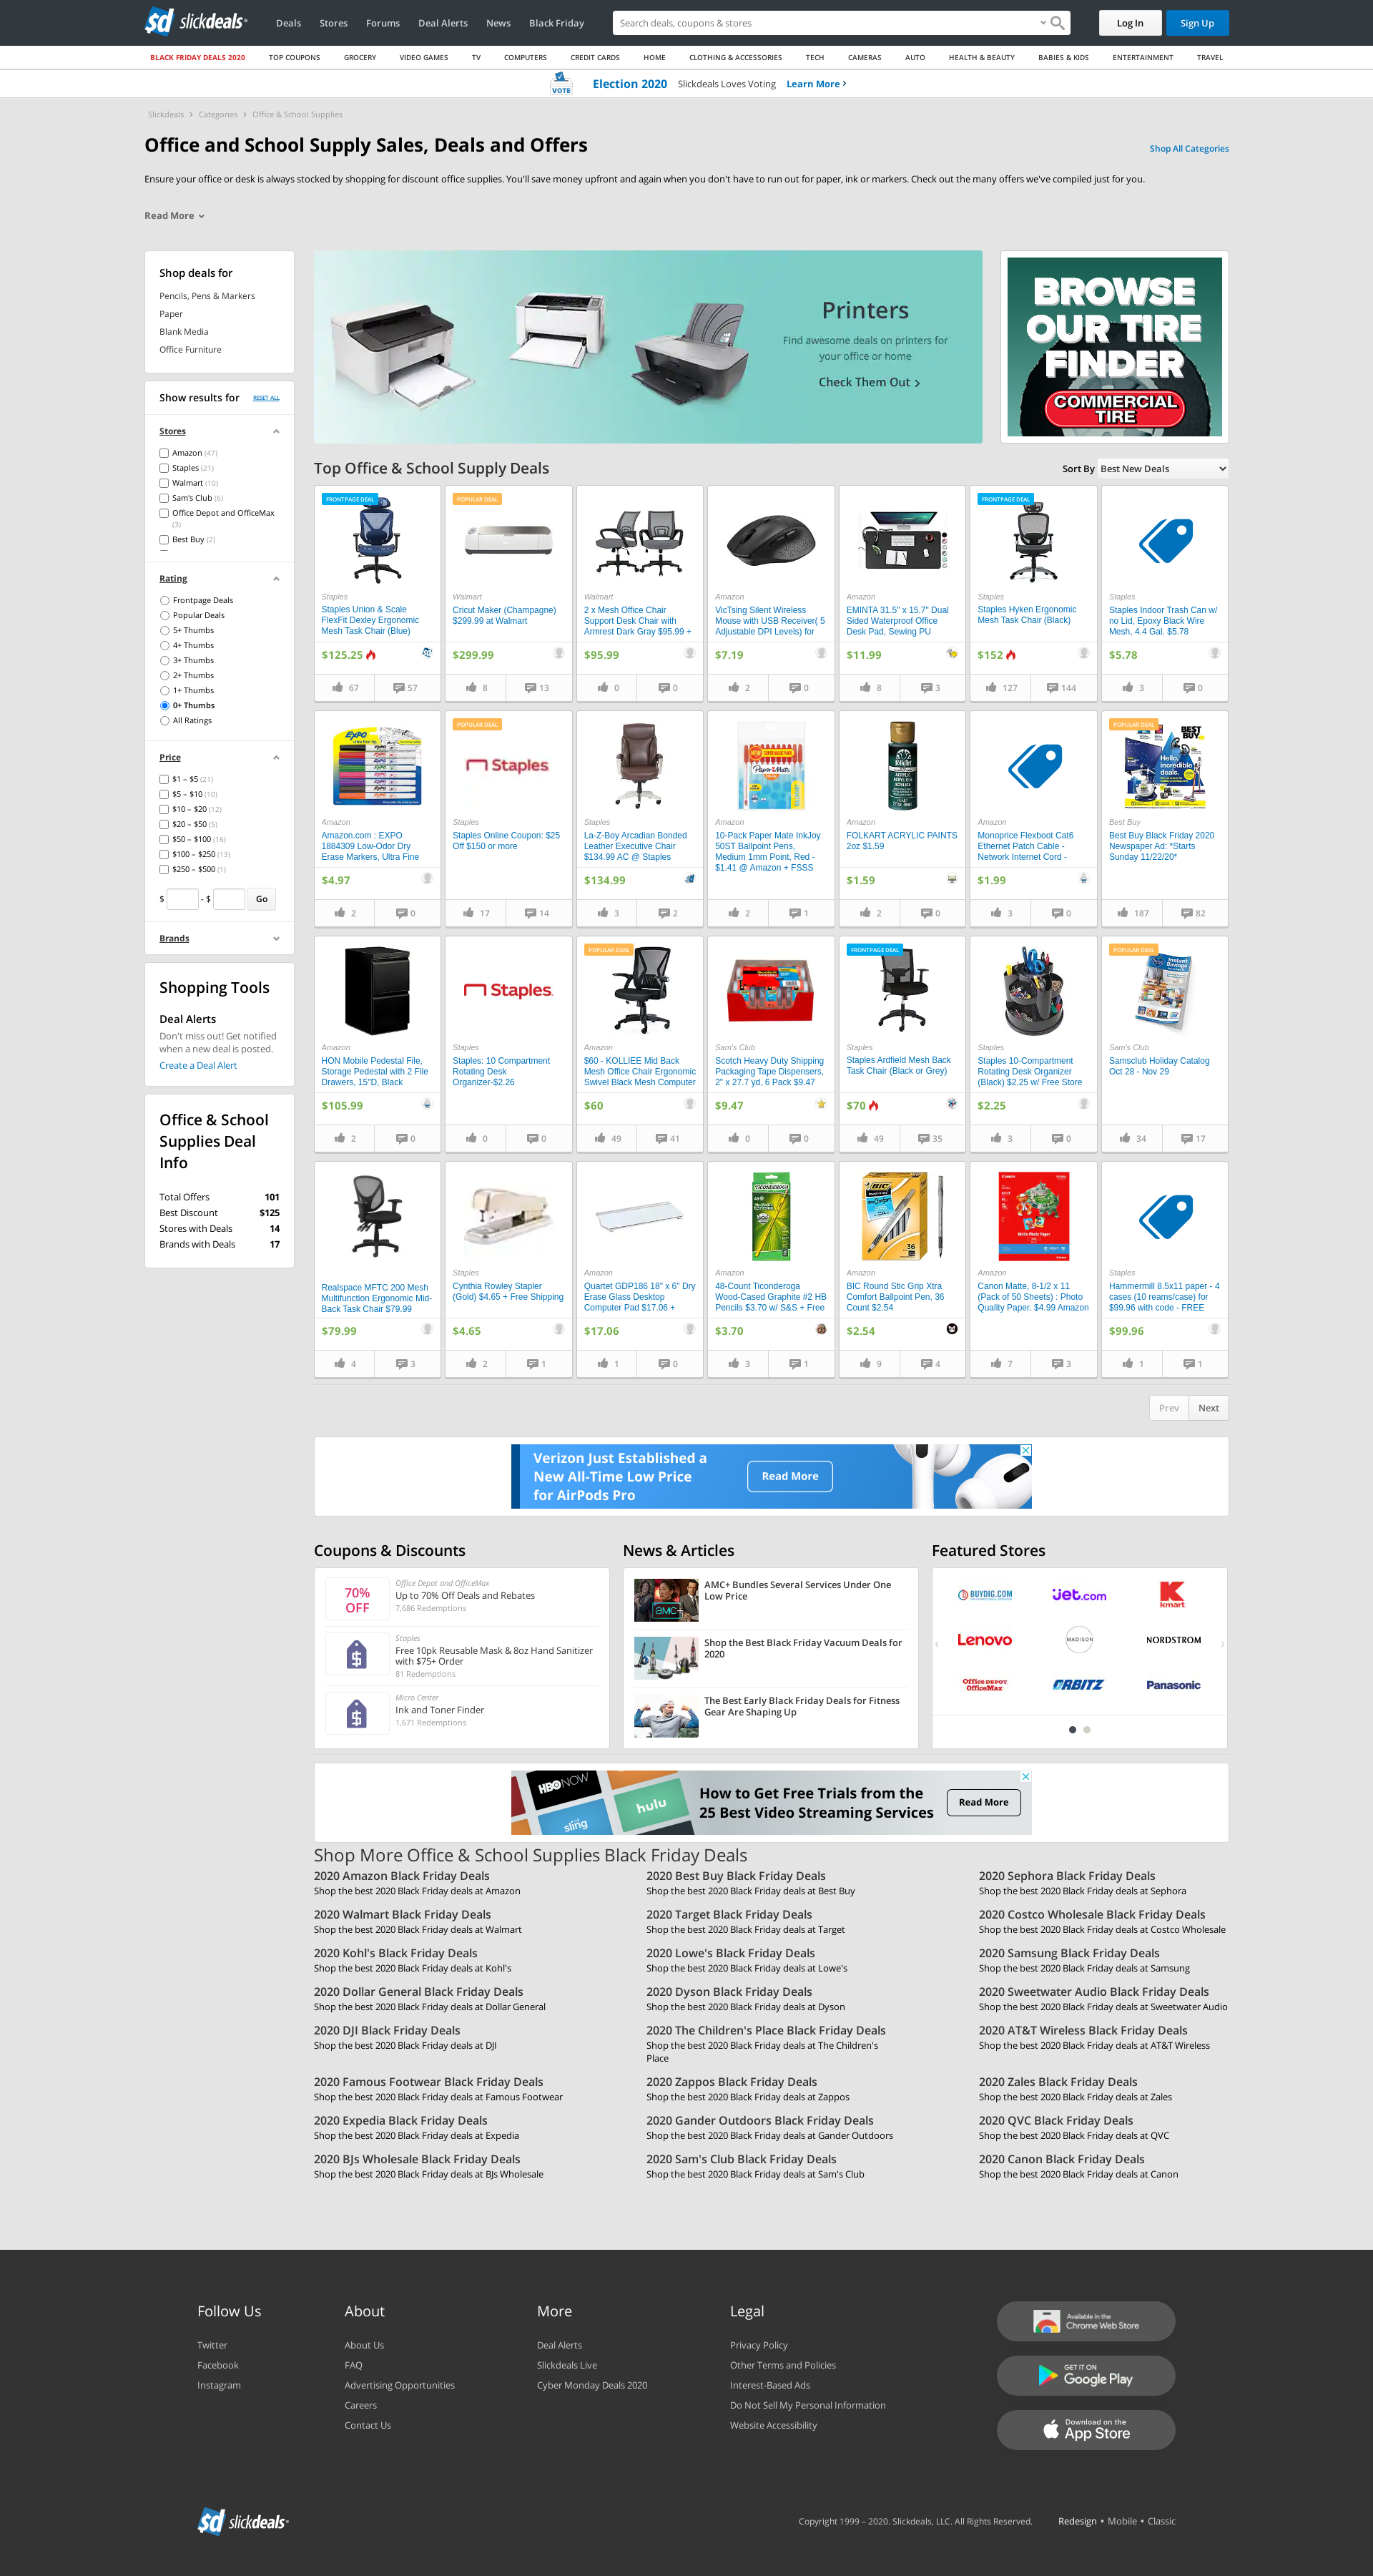 sd slickdeals
Deals Stores Forums Deal Alerts News Black Friday
Search deals, coupons & stores
Log In Sign Up
BLACK FRIDAY DEALS 2020 TOP COUPONS GROCERY VIDEO GAMES TV COMPUTERS CREDIT CARDS HOME CLOTHING & ACCESSORIES TECH CAMERAS AUTO HEALTH & BEAUTY BABIES & KIDS ENTERTAINMENT TRAVEL
VOTE Election 2020 Slickdeals Loves Voting Learn More
Slickdeals Categories Office & School Supplies
Office and School Supply Sales, Deals and Offers
Shop All Categories
Ensure your office or desk is always stocked by shopping for discount office supplies. You'll save money upfront and again when you don't have to run out for paper, ink or markers. Check out the many offers we've compiled just for you.
Read More
Shop deals for
Pencils, Pens & Markers
Paper
Blank Media
Office Furniture
Show results for RESET ALL
Stores
Amazon (47)
Staples (21)
Walmart (10)
Sam's Club (6)
Office Depot and OfficeMax
(3)
Best Buy (2)
Rating
Frontpage Deals
Popular Deals
5+ Thumbs
4+ Thumbs
3+ Thumbs
2+ Thumbs
1+ Thumbs
0+ Thumbs
All Ratings
Price
$1 – $5 (21)
$5 – $10 (10)
$10 – $20 (12)
$20 – $50 (5)
$50 – $100 (16)
$100 – $250 (13)
$250 – $500 (1)
$ - $ Go
Brands
Shopping Tools
Deal Alerts
Don't miss out! Get notified
when a new deal is posted.
Create a Deal Alert
Office & School
Supplies Deal
Info
Total Offers 101
Best Discount $125
Stores with Deals 14
Brands with Deals 17
Printers
Find awesome deals on printers for
your office or home
Check Them Out
BROWSE
OUR TIRE
FINDER
COMMERCIAL
TIRE
Top Office & School Supply Deals
Sort By Best New Deals
FRONTPAGE DEAL
Staples
Staples Union & Scale
FlexFit Dexley Ergonomic
Mesh Task Chair (Blue)
$125.25
67 57
POPULAR DEAL
Walmart
Cricut Maker (Champagne)
$299.99 at Walmart
$299.99
8 13
Walmart
2 x Mesh Office Chair
Support Desk Chair with
Armrest Dark Gray $95.99 +
$95.99
0 0
Amazon
VicTsing Silent Wireless
Mouse with USB Receiver( 5
Adjustable DPI Levels) for
$7.19
2 0
Amazon
EMINTA 31.5" x 15.7" Dual
Sided Waterproof Office
Desk Pad, Sewing PU
$11.99
8 3
FRONTPAGE DEAL
Staples
Staples Hyken Ergonomic
Mesh Task Chair (Black)
$152
127 144
Staples
Staples Indoor Trash Can w/
no Lid, Epoxy Black Wire
Mesh, 4.4 Gal. $5.78
$5.78
3 0
EXPO
Amazon
Amazon.com : EXPO
1884309 Low-Odor Dry
Erase Markers, Ultra Fine
$4.97
2 0
POPULAR DEAL
Staples
Staples
Staples Online Coupon: $25
Off $150 or more
17 14
Staples
La-Z-Boy Arcadian Bonded
Leather Executive Chair
$134.99 AC @ Staples
$134.99
3 2
Paper Mate
Amazon
10-Pack Paper Mate InkJoy
50ST Ballpoint Pens,
Medium 1mm Point, Red -
$1.41 @ Amazon + FSSS
2 1
FolkArt
ACRYLIC
Amazon
FOLKART ACRYLIC PAINTS
2oz $1.59
$1.59
2 0
Amazon
Monoprice Flexboot Cat6
Ethernet Patch Cable -
Network Internet Cord -
$1.99
3 0
POPULAR DEAL
BEST BUY
Hello,
incredible
deals.
Best Buy
Best Buy Black Friday 2020
Newspaper Ad: *Starts
Sunday 11/22/20*
187 82
Amazon
HON Mobile Pedestal File,
Storage Pedestal with 2 File
Drawers, 15"D, Black
$105.99
2 0
Staples
Staples
Staples: 10 Compartment
Rotating Desk
Organizer-$2.26
0 0
POPULAR DEAL
Amazon
$60 - KOLLIEE Mid Back
Mesh Office Chair Ergonomic
Swivel Black Mesh Computer
$60
49 41
Sam's Club
Scotch Heavy Duty Shipping
Packaging Tape Dispensers,
2" x 27.7 yd, 6 Pack $9.47
$9.47
0 0
FRONTPAGE DEAL
Staples
Staples Ardfield Mesh Back
Task Chair (Black or Grey)
$70
49 35
Staples
Staples 10-Compartment
Rotating Desk Organizer
(Black) $2.25 w/ Free Store
$2.25
3 0
POPULAR DEAL
Instant
Savings
Sam's Club
Samsclub Holiday Catalog
Oct 28 - Nov 29
34 17
Realspace MFTC 200 Mesh
Multifunction Ergonomic Mid-
Back Task Chair $79.99
$79.99
4 3
Staples
Cynthia Rowley Stapler
(Gold) $4.65 + Free Shipping
$4.65
2 1
Amazon
Quartet GDP186 18" x 6" Dry
Erase Glass Desktop
Computer Pad $17.06 +
$17.06
1 0
TICONDEROGA
Amazon
48-Count Ticonderoga
Wood-Cased Graphite #2 HB
Pencils $3.70 w/ S&S + Free
$3.70
3 1
BIC
36
Amazon
BIC Round Stic Grip Xtra
Comfort Ballpoint Pen, 36
Count $2.54
$2.54
9 4
Canon
Amazon
Canon Matte, 8-1/2 x 11
(Pack of 50 Sheets) : Photo
Quality Paper. $4.99 Amazon
7 3
Staples
Hammermill 8.5x11 paper - 4
cases (10 reams/case) for
$99.96 with code - FREE
$99.96
1 1
Prev Next
Verizon Just Established a
New All-Time Low Price
for AirPods Pro
Read More
Coupons & Discounts
70%
OFF
Office Depot and OfficeMax
Up to 70% Off Deals and Rebates
7,686 Redemptions
Staples
Free 10pk Reusable Mask & 8oz Hand Sanitizer
with $75+ Order
81 Redemptions
Micro Center
Ink and Toner Finder
1,671 Redemptions
News & Articles
AMC+
AMC+ Bundles Several Services Under One
Low Price
Shop the Best Black Friday Vacuum Deals for
2020
The Best Early Black Friday Deals for Fitness
Gear Are Shaping Up
Featured Stores
BUYDIG.COM jet.com kmart
Lenovo MADISON NORDSTROM
Office DEPOT OfficeMax ORBITZ Panasonic
HBO NOW
hulu
sling
How to Get Free Trials from the
25 Best Video Streaming Services
Read More
Shop More Office & School Supplies Black Friday Deals
2020 Amazon Black Friday Deals 2020 Best Buy Black Friday Deals 2020 Sephora Black Friday Deals
Shop the best 2020 Black Friday deals at Amazon Shop the best 2020 Black Friday deals at Best Buy Shop the best 2020 Black Friday deals at Sephora
2020 Walmart Black Friday Deals 2020 Target Black Friday Deals 2020 Costco Wholesale Black Friday Deals
Shop the best 2020 Black Friday deals at Walmart Shop the best 2020 Black Friday deals at Target Shop the best 2020 Black Friday deals at Costco Wholesale
2020 Kohl's Black Friday Deals 2020 Lowe's Black Friday Deals 2020 Samsung Black Friday Deals
Shop the best 2020 Black Friday deals at Kohl's Shop the best 2020 Black Friday deals at Lowe's Shop the best 2020 Black Friday deals at Samsung
2020 Dollar General Black Friday Deals 2020 Dyson Black Friday Deals 2020 Sweetwater Audio Black Friday Deals
Shop the best 2020 Black Friday deals at Dollar General Shop the best 2020 Black Friday deals at Dyson Shop the best 2020 Black Friday deals at Sweetwater Audio
2020 DJI Black Friday Deals 2020 The Children's Place Black Friday Deals 2020 AT&T Wireless Black Friday Deals
Shop the best 2020 Black Friday deals at DJI Shop the best 2020 Black Friday deals at The Children's Shop the best 2020 Black Friday deals at AT&T Wireless
Place
2020 Famous Footwear Black Friday Deals 2020 Zappos Black Friday Deals 2020 Zales Black Friday Deals
Shop the best 2020 Black Friday deals at Famous Footwear Shop the best 2020 Black Friday deals at Zappos Shop the best 2020 Black Friday deals at Zales
2020 Expedia Black Friday Deals 2020 Gander Outdoors Black Friday Deals 2020 QVC Black Friday Deals
Shop the best 2020 Black Friday deals at Expedia Shop the best 2020 Black Friday deals at Gander Outdoors Shop the best 2020 Black Friday deals at QVC
2020 BJs Wholesale Black Friday Deals 2020 Sam's Club Black Friday Deals 2020 Canon Black Friday Deals
Shop the best 2020 Black Friday deals at BJs Wholesale Shop the best 2020 Black Friday deals at Sam's Club Shop the best 2020 Black Friday deals at Canon
Follow Us
Twitter
Facebook
Instagram
About
About Us
FAQ
Advertising Opportunities
Careers
Contact Us
More
Deal Alerts
Slickdeals Live
Cyber Monday Deals 2020
Legal
Privacy Policy
Other Terms and Policies
Interest-Based Ads
Do Not Sell My Personal Information
Website Accessibility
Available in the
Chrome Web Store
GET IT ON
Google Play
Download on the
App Store
sd slickdeals
Copyright 1999 – 2020. Slickdeals, LLC. All Rights Reserved. Redesign • Mobile • Classic